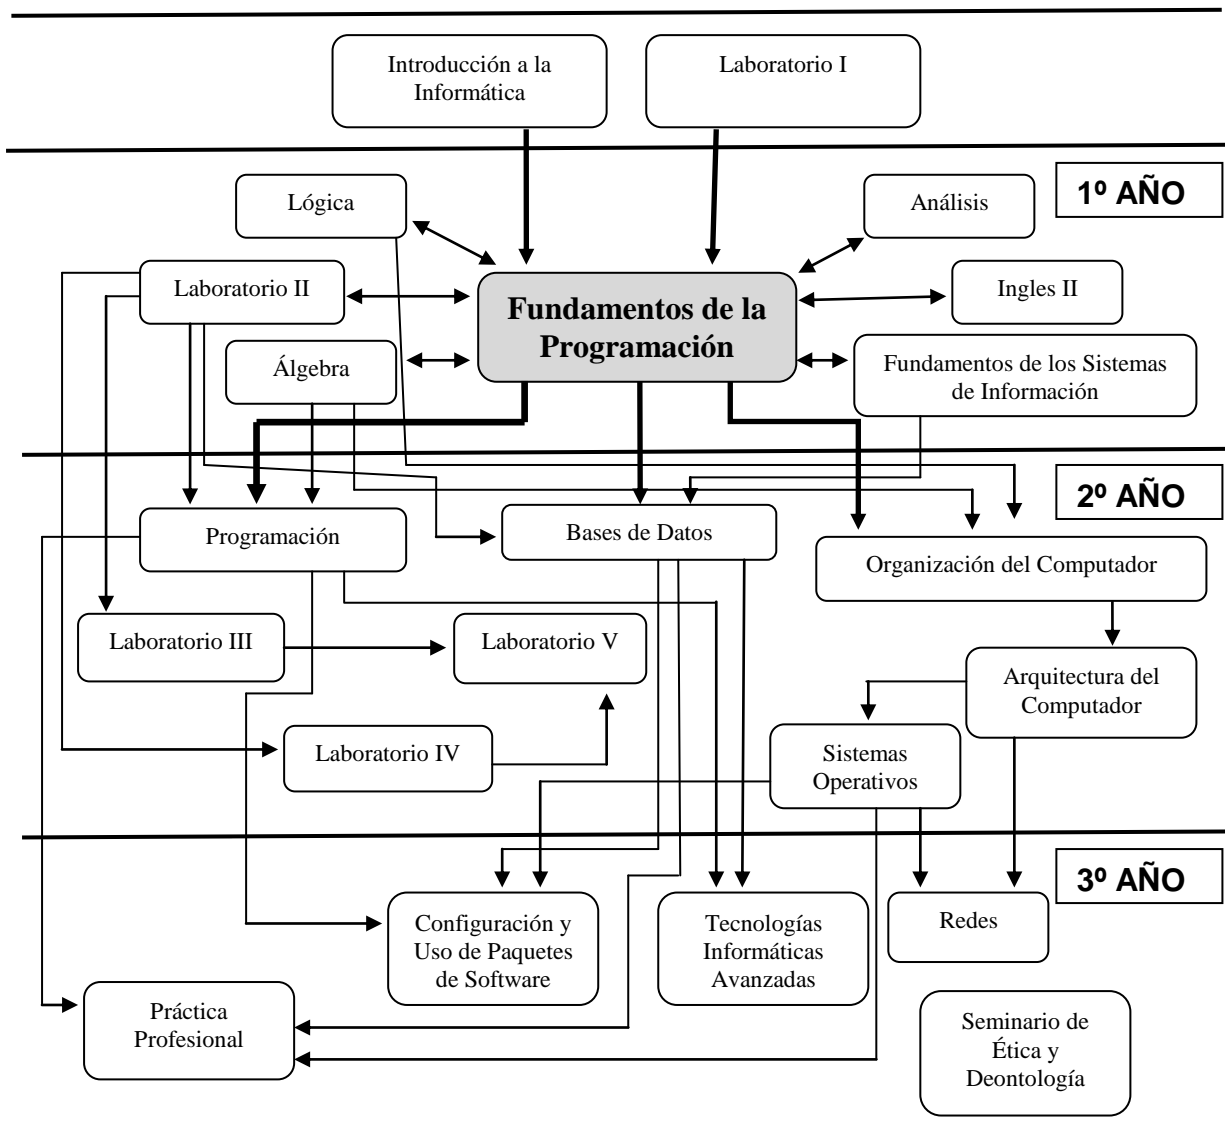 Introducción a la
Informática
Laboratorio I
1º AÑO
Lógica
Análisis
Laboratorio II
Fundamentos de la
Programación
Ingles II
Álgebra
Fundamentos de los Sistemas
de Información
2º AÑO
Programación
Bases de Datos
Organización del Computador
Laboratorio III
Laboratorio V
Arquitectura del
Computador
Laboratorio IV
Sistemas
Operativos
3º AÑO
Configuración y
Uso de Paquetes
de Software
Tecnologías
Informáticas
Avanzadas
Redes
Práctica
Profesional
Seminario de
Ética y
Deontología